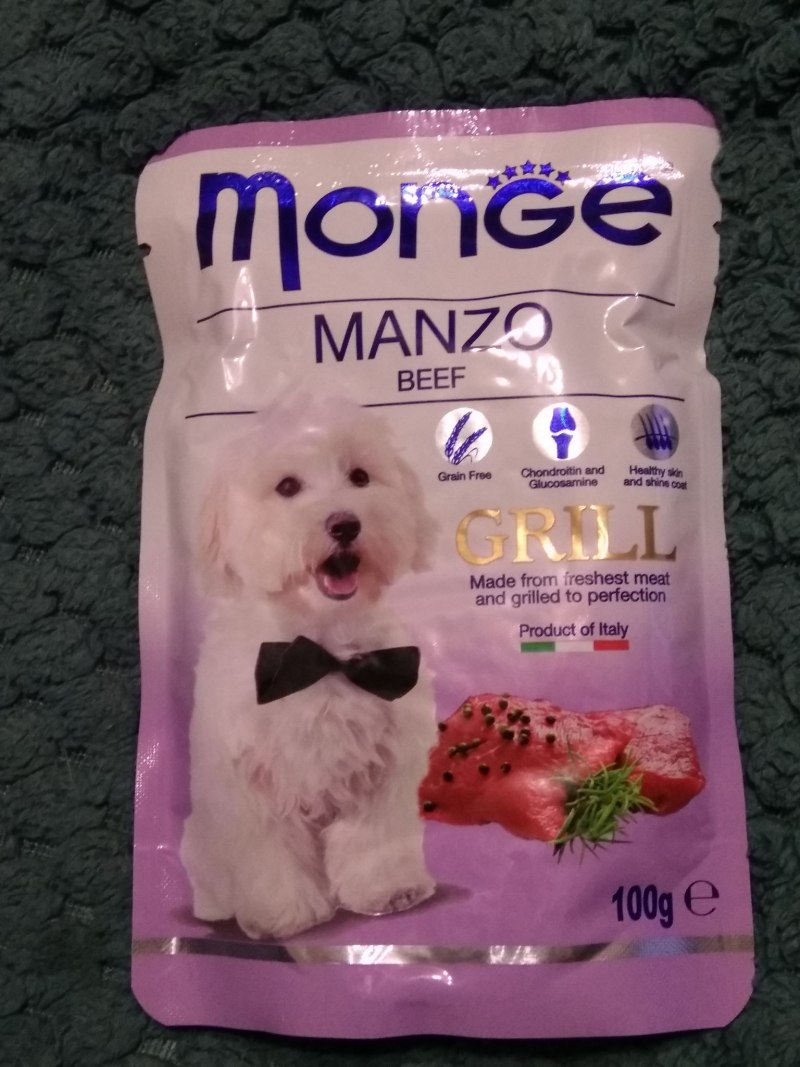 monGe
MANZO
BEEF
Grain Free
Chondroitin and
Glucosamine
Healthy skin
and shine coat
GRILL
Made from freshest meat
and grilled to perfection
Product of Italy
100g ℮